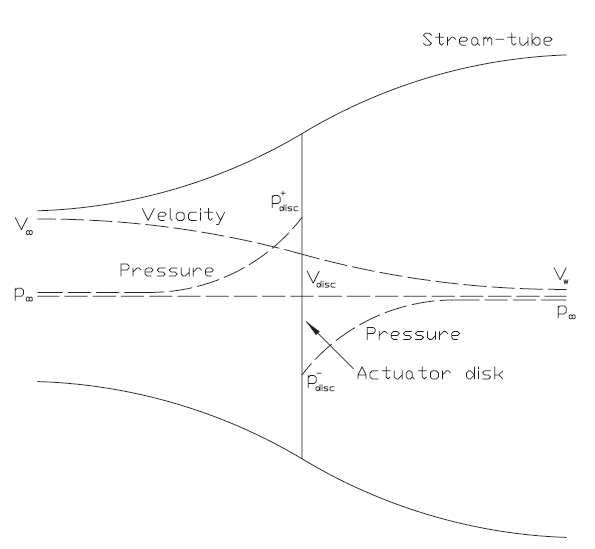 Stream-tube
p⁺disc
Velocity
V∞
Pressure
Vdisc
Vw
p∞
p∞
Pressure
p⁻disc
Actuator disk